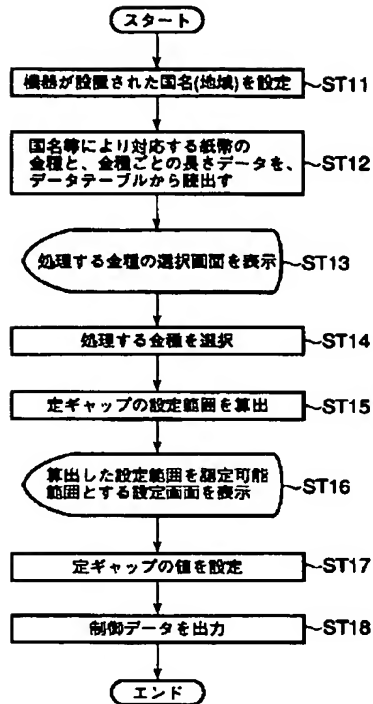 スタート
機器が設置された国名(地域)を設定
ST11
国名等により対応する紙幣の
金種と、金種ごとの長さデータを、
データテーブルから読出す
ST12
処理する金種の選択画面を表示
ST13
処理する金種を選択
ST14
定ギャップの設定範囲を算出
ST15
算出した設定範囲を設定可能
範囲とする設定画面を表示
ST16
定ギャップの値を設定
ST17
制御データを出力
ST18
エンド